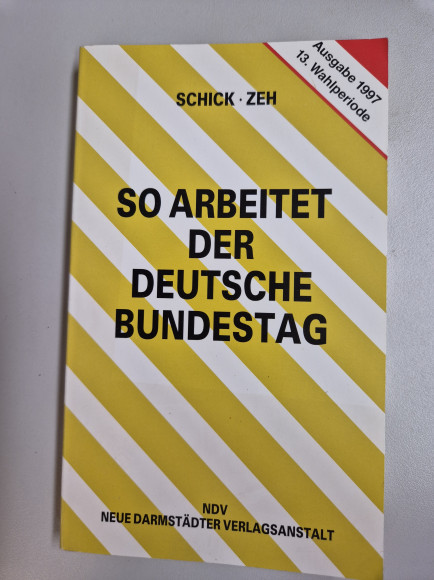 Ausgabe 1997
13. Wahlperiode
SCHICK · ZEH
SO ARBEITET
DER
DEUTSCHE
BUNDESTAG
NDV
NEUE DARMSTÄDTER VERLAGSANSTALT